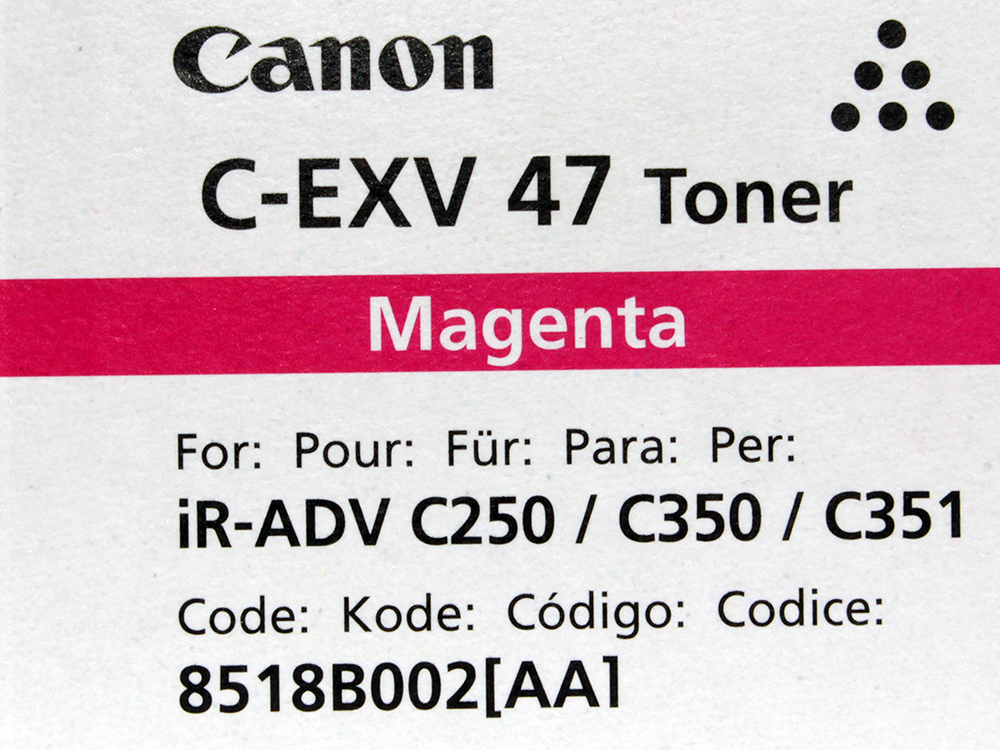 Canon
C-EXV 47 Toner
Magenta
For: Pour: Für: Para: Per:
iR-ADV C250 / C350 / C351
Code: Kode: Código: Codice:
8518B002[AA]